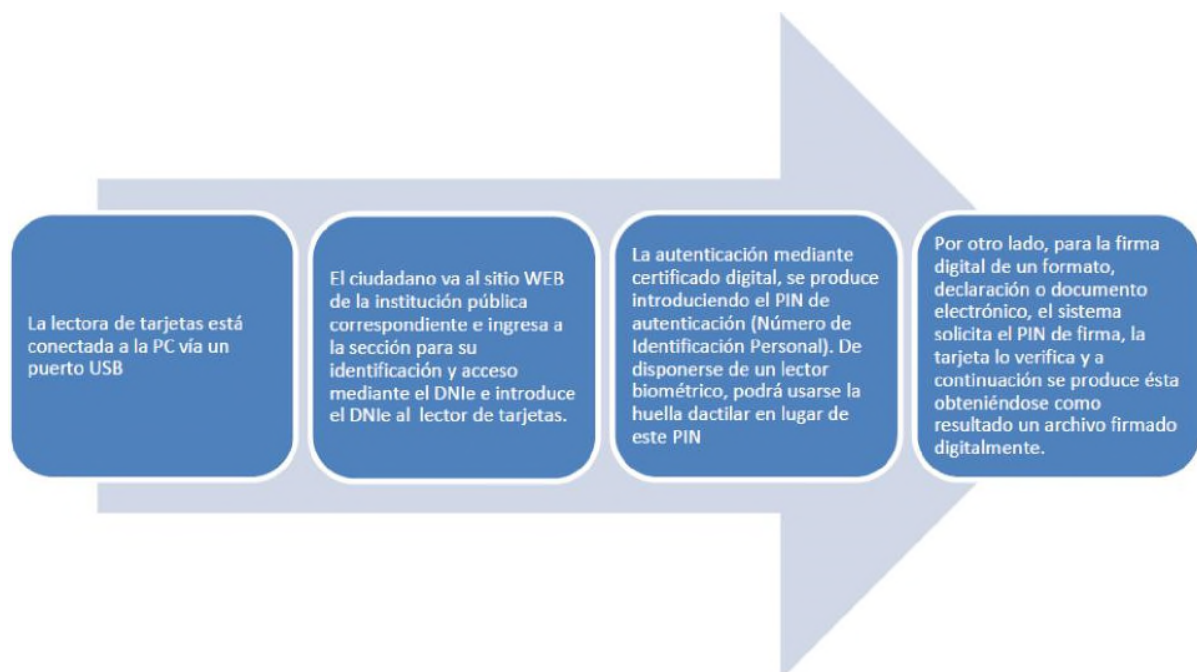 La lectora de tarjetas está
conectada a la PC vía un
puerto USB
El ciudadano va al sitio WEB
de la institución pública
correspondiente e ingresa a
la sección para su
identificación y acceso
mediante el DNIe e introduce
el DNIe al lector de tarjetas.
La autenticación mediante
certificado digital, se produce
introduciendo el PIN de
autenticación (Número de
Identificación Personal). De
disponerse de un lector
biométrico, podrá usarse la
huella dactilar en lugar de
este PIN
Por otro lado, para la firma
digital de un formato,
declaración o documento
electrónico, el sistema
solicita el PIN de firma, la
tarjeta lo verifica y a
continuación se produce ésta
obteniéndose como
resultado un archivo firmado
digitalmente.